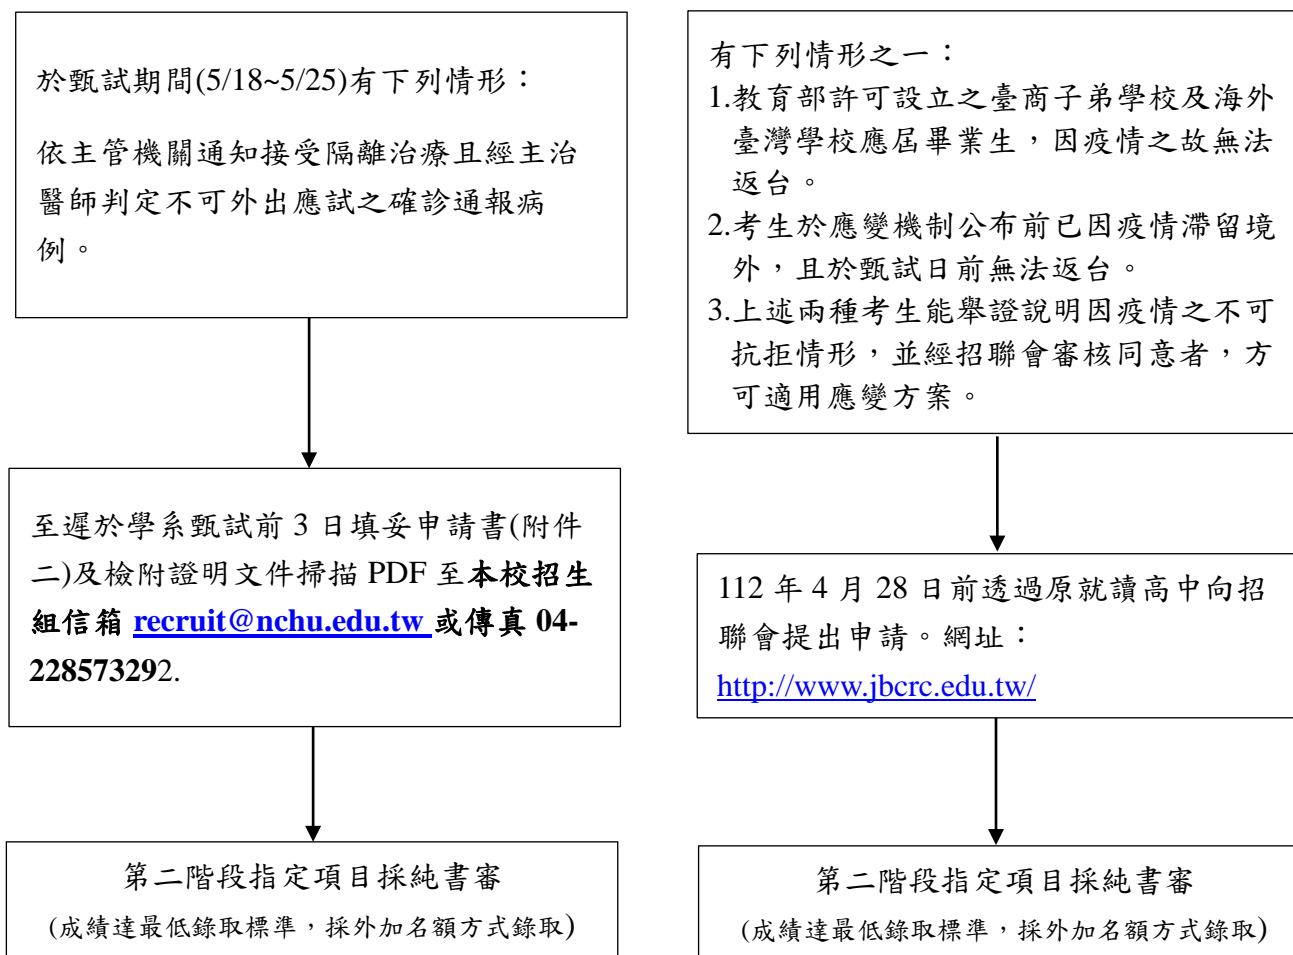 於甄試期間(5/18~5/25)有下列情形：
依主管機關通知接受隔離治療且經主治
醫師判定不可外出應試之確診通報病
例。
至遲於學系甄試前 3 日填妥申請書(附件
二)及檢附證明文件掃描 PDF 至本校招生
組信箱 recruit@nchu.edu.tw 或傳真 04-
228573292.
第二階段指定項目採純書審
(成績達最低錄取標準，採外加名額方式錄取)
有下列情形之一：
1.教育部許可設立之臺商子弟學校及海外
臺灣學校應屆畢業生，因疫情之故無法
返台。
2.考生於應變機制公布前已因疫情滯留境
外，且於甄試日前無法返台。
3.上述兩種考生能舉證說明因疫情之不可
抗拒情形，並經招聯會審核同意者，方
可適用應變方案。
112 年 4 月 28 日前透過原就讀高中向招
聯會提出申請。網址：
http://www.jbcrc.edu.tw/
第二階段指定項目採純書審
(成績達最低錄取標準，採外加名額方式錄取)